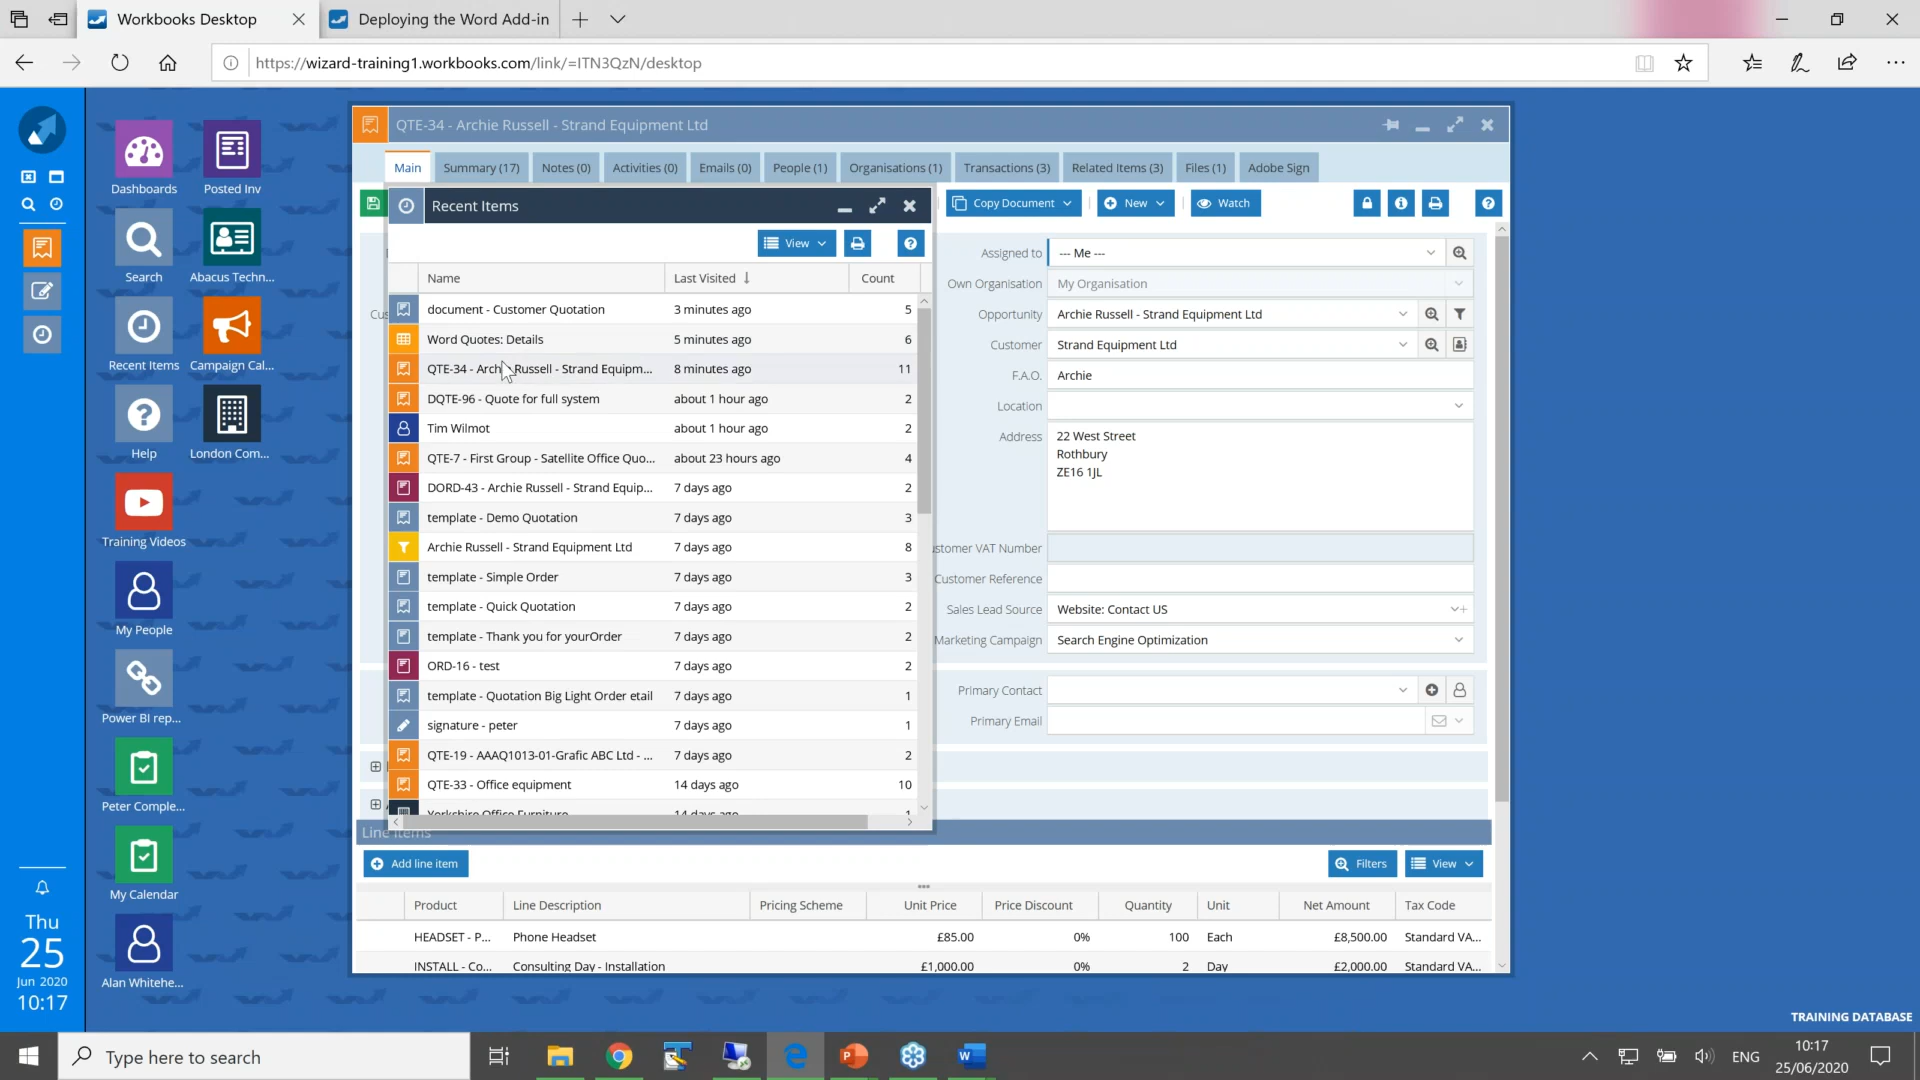 Workbooks Desktop
Deploying the Word Add-in
https://wizard-training1.workbooks.com/link/=ITN3QzN/desktop
Dashboards
Posted Inv
Search
Abacus Techn...
Recent Items
Campaign Cal...
Help
London Com...
Training Videos
My People
Power BI rep...
Peter Comple...
My Calendar
Alan Whitehe...
Thu
25
Jun 2020
10:17
QTE-34 - Archie Russell - Strand Equipment Ltd
Main
Summary (17)
Notes (0)
Activities (0)
Emails (0)
People (1)
Organisations (1)
Transactions (3)
Related Items (3)
Files (1)
Adobe Sign
Copy Document
New
Watch
Recent Items
View
Name Last Visited Count
document - Customer Quotation 3 minutes ago 5
Word Quotes: Details 5 minutes ago 6
QTE-34 - Archie Russell - Strand Equipm... 8 minutes ago 11
DQTE-96 - Quote for full system about 1 hour ago 2
Tim Wilmot about 1 hour ago 2
QTE-7 - First Group - Satellite Office Quo... about 23 hours ago 4
DORD-43 - Archie Russell - Strand Equip... 7 days ago 2
template - Demo Quotation 7 days ago 3
Archie Russell - Strand Equipment Ltd 7 days ago 8
template - Simple Order 7 days ago 3
template - Quick Quotation 7 days ago 2
template - Thank you for yourOrder 7 days ago 2
ORD-16 - test 7 days ago 2
template - Quotation Big Light Order etail 7 days ago 1
signature - peter 7 days ago 1
QTE-19 - AAAQ1013-01-Grafic ABC Ltd - ... 7 days ago 2
QTE-33 - Office equipment 14 days ago 10
Yorkshire Office Furniture 14 days ago 1
Cus
Assigned to --- Me ---
Own Organisation My Organisation
Opportunity Archie Russell - Strand Equipment Ltd
Customer Strand Equipment Ltd
F.A.O. Archie
Location
Address 22 West Street
Rothbury
ZE16 1JL
ustomer VAT Number
Customer Reference
Sales Lead Source Website: Contact US
Marketing Campaign Search Engine Optimization
Primary Contact
Primary Email
Line Items
Add line item
Filters
View
Product Line Description Pricing Scheme Unit Price Price Discount Quantity Unit Net Amount Tax Code
HEADSET - P... Phone Headset £85.00 0% 100 Each £8,500.00 Standard VA...
INSTALL - Co... Consulting Day - Installation £1,000.00 0% 2 Day £2,000.00 Standard VA...
TRAINING DATABASE
Type here to search
ENG
10:17
25/06/2020